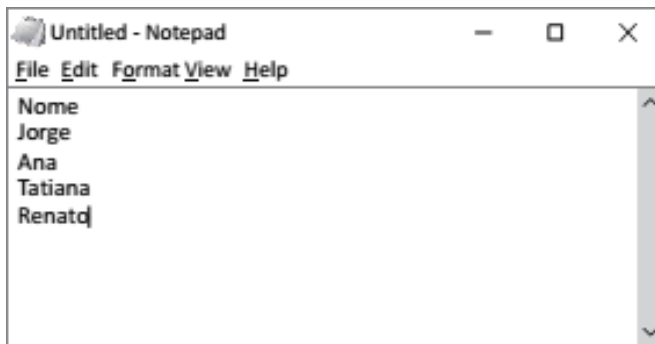 Untitled - Notepad
File Edit Format View Help
Nome
Jorge
Ana
Tatiana
Renato